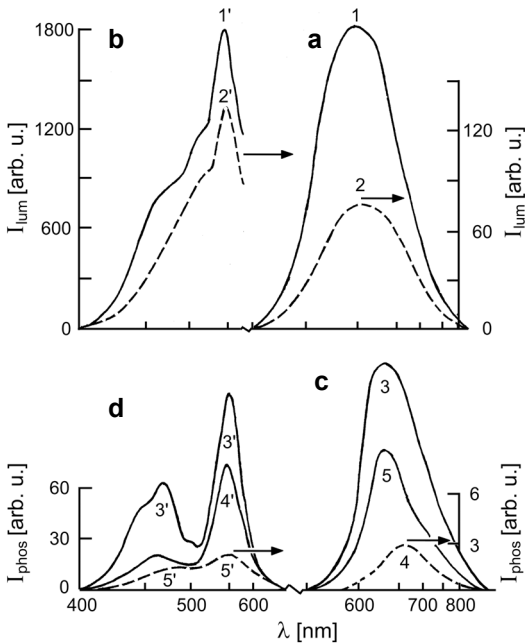 1800
1200
600
0
I_lum [arb. u.]
b
1'
2'
a
1
2
120
60
0
I_lum [arb. u.]
d
3'
3'
4'
5'
5'
60
30
0
I_phos [arb. u.]
c
3
5
4
6
3
0
I_phos [arb. u.]
400 500 600 600 700 800
λ [nm]